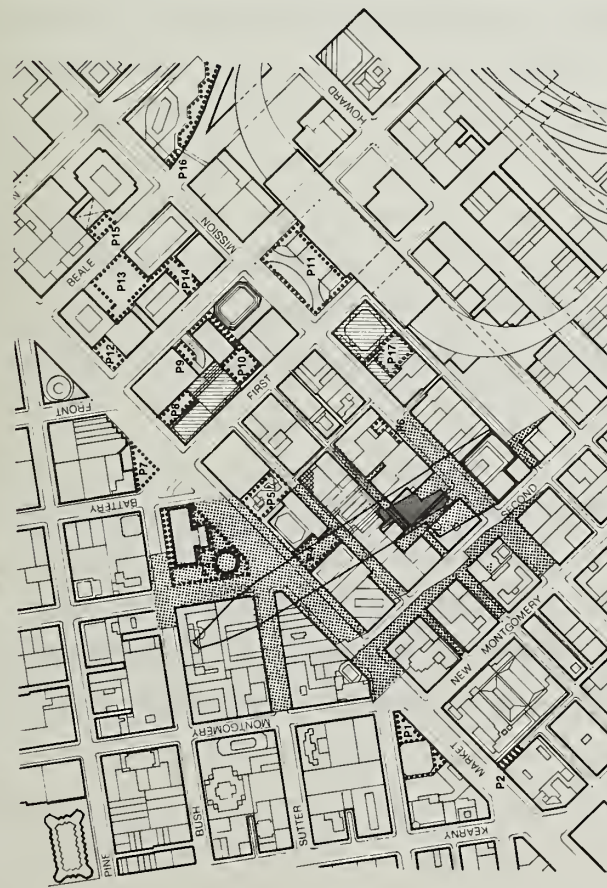 HOWARD
P16
MISSION
P15
BEALE
P13
P14
P11
P12
P9
P10
P8
FIRST
P17
FRONT
P7
BATTERY
P5
SECOND
NEW MONTGOMERY
MONTGOMERY
MARKET
P2
KEARNY
SUTTER
BUSH
PINE